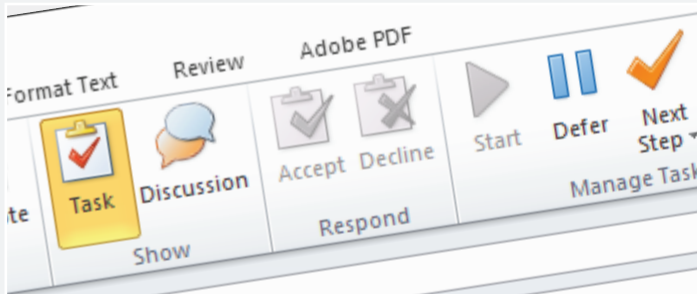 Format Text Review Adobe PDF
Task Discussion Accept Decline Start Defer Next
Step
Show Respond Manage Task